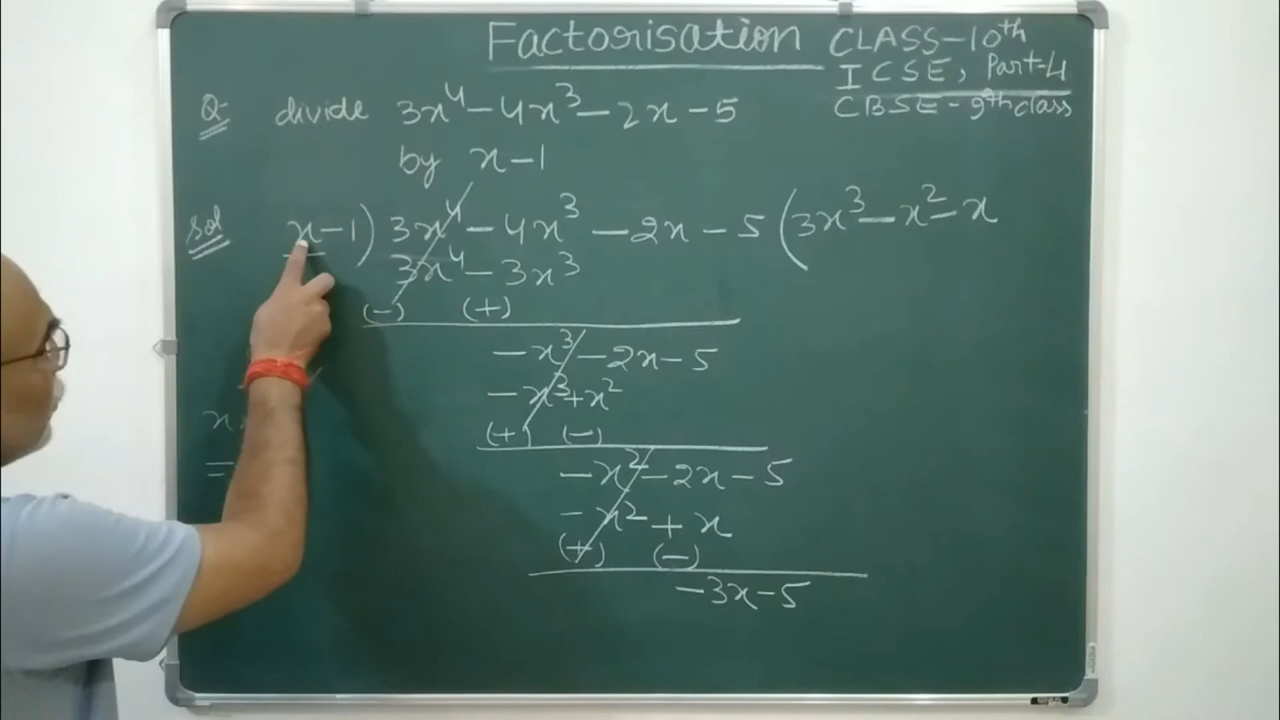 Factorisation CLASS-10th
ICSE, Part-4
CBSE-9th class
Q- divide 3x⁴-4x³-2x-5
by x-1
Sol x-1) 3x⁴-4x³-2x-5 (3x³-x²-x
3x⁴-3x³
(-) (+)
-x³-2x-5
-x³+x²
(+) (-)
-x²-2x-5
-x²+x
(+) (-)
-3x-5
x
=